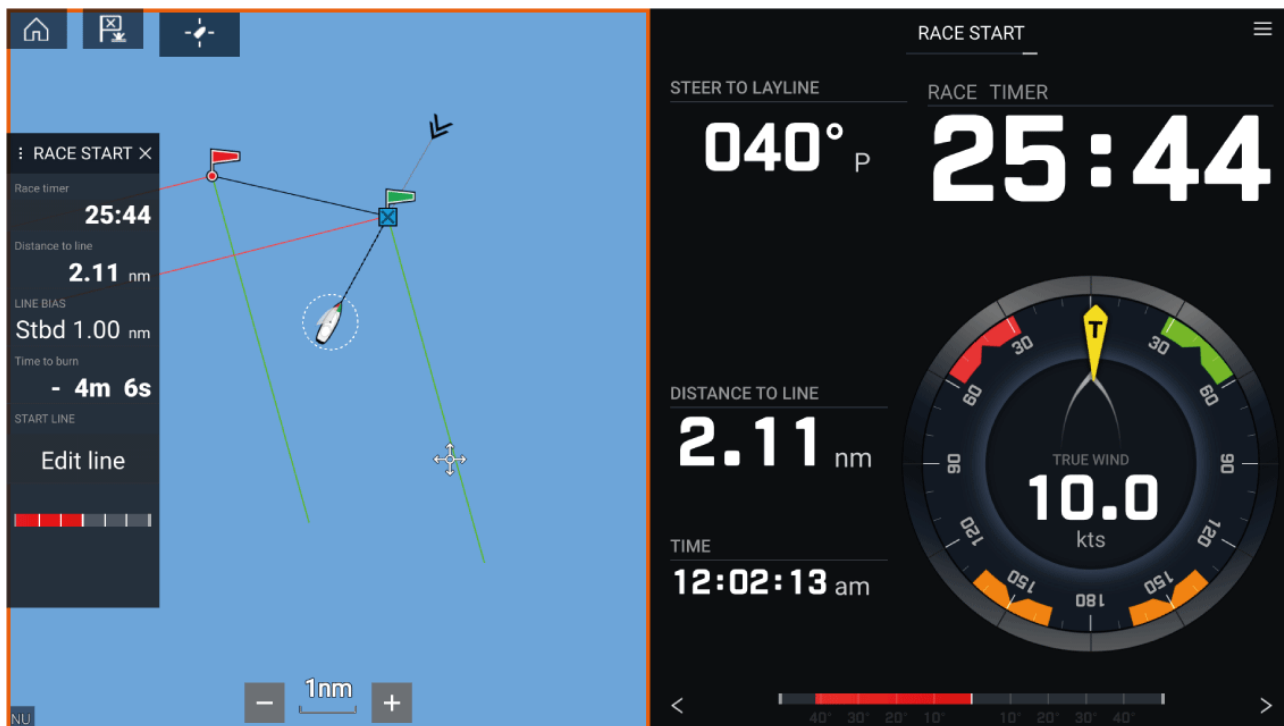 RACE START
Race timer
25:44
Distance to line
2.11 nm
LINE BIAS
Stbd 1.00 nm
Time to burn
- 4m 6s
START LINE
Edit line
1nm
NU
RACE START
STEER TO LAYLINE
040° P
RACE TIMER
25:44
DISTANCE TO LINE
2.11 nm
TIME
12:02:13 am
T
30 30
60 60
90 90
120 120
150 150
180
TRUE WIND
10.0
kts
40° 30° 20° 10° 10° 20° 30° 40°